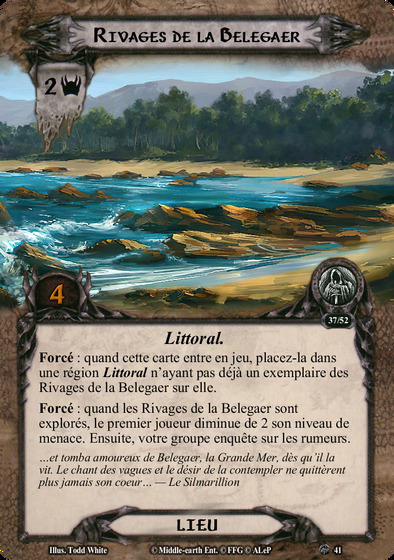 Rivages de la Belegaer
2
4
37/52
Littoral.
Forcé : quand cette carte entre en jeu, placez-la dans
une région Littoral n'ayant pas déjà un exemplaire des
Rivages de la Belegaer sur elle.
Forcé : quand les Rivages de la Belegaer sont
explorés, le premier joueur diminue de 2 son niveau de
menace. Ensuite, votre groupe enquête sur les rumeurs.
…et tomba amoureux de Belegaer, la Grande Mer, dès qu'il la
vit. Le chant des vagues et le désir de la contempler ne quittèrent
plus jamais son coeur… — Le Silmarillion
Lieu
Illus. Todd White
©Middle-earth Ent. © FFG © ALeP
41